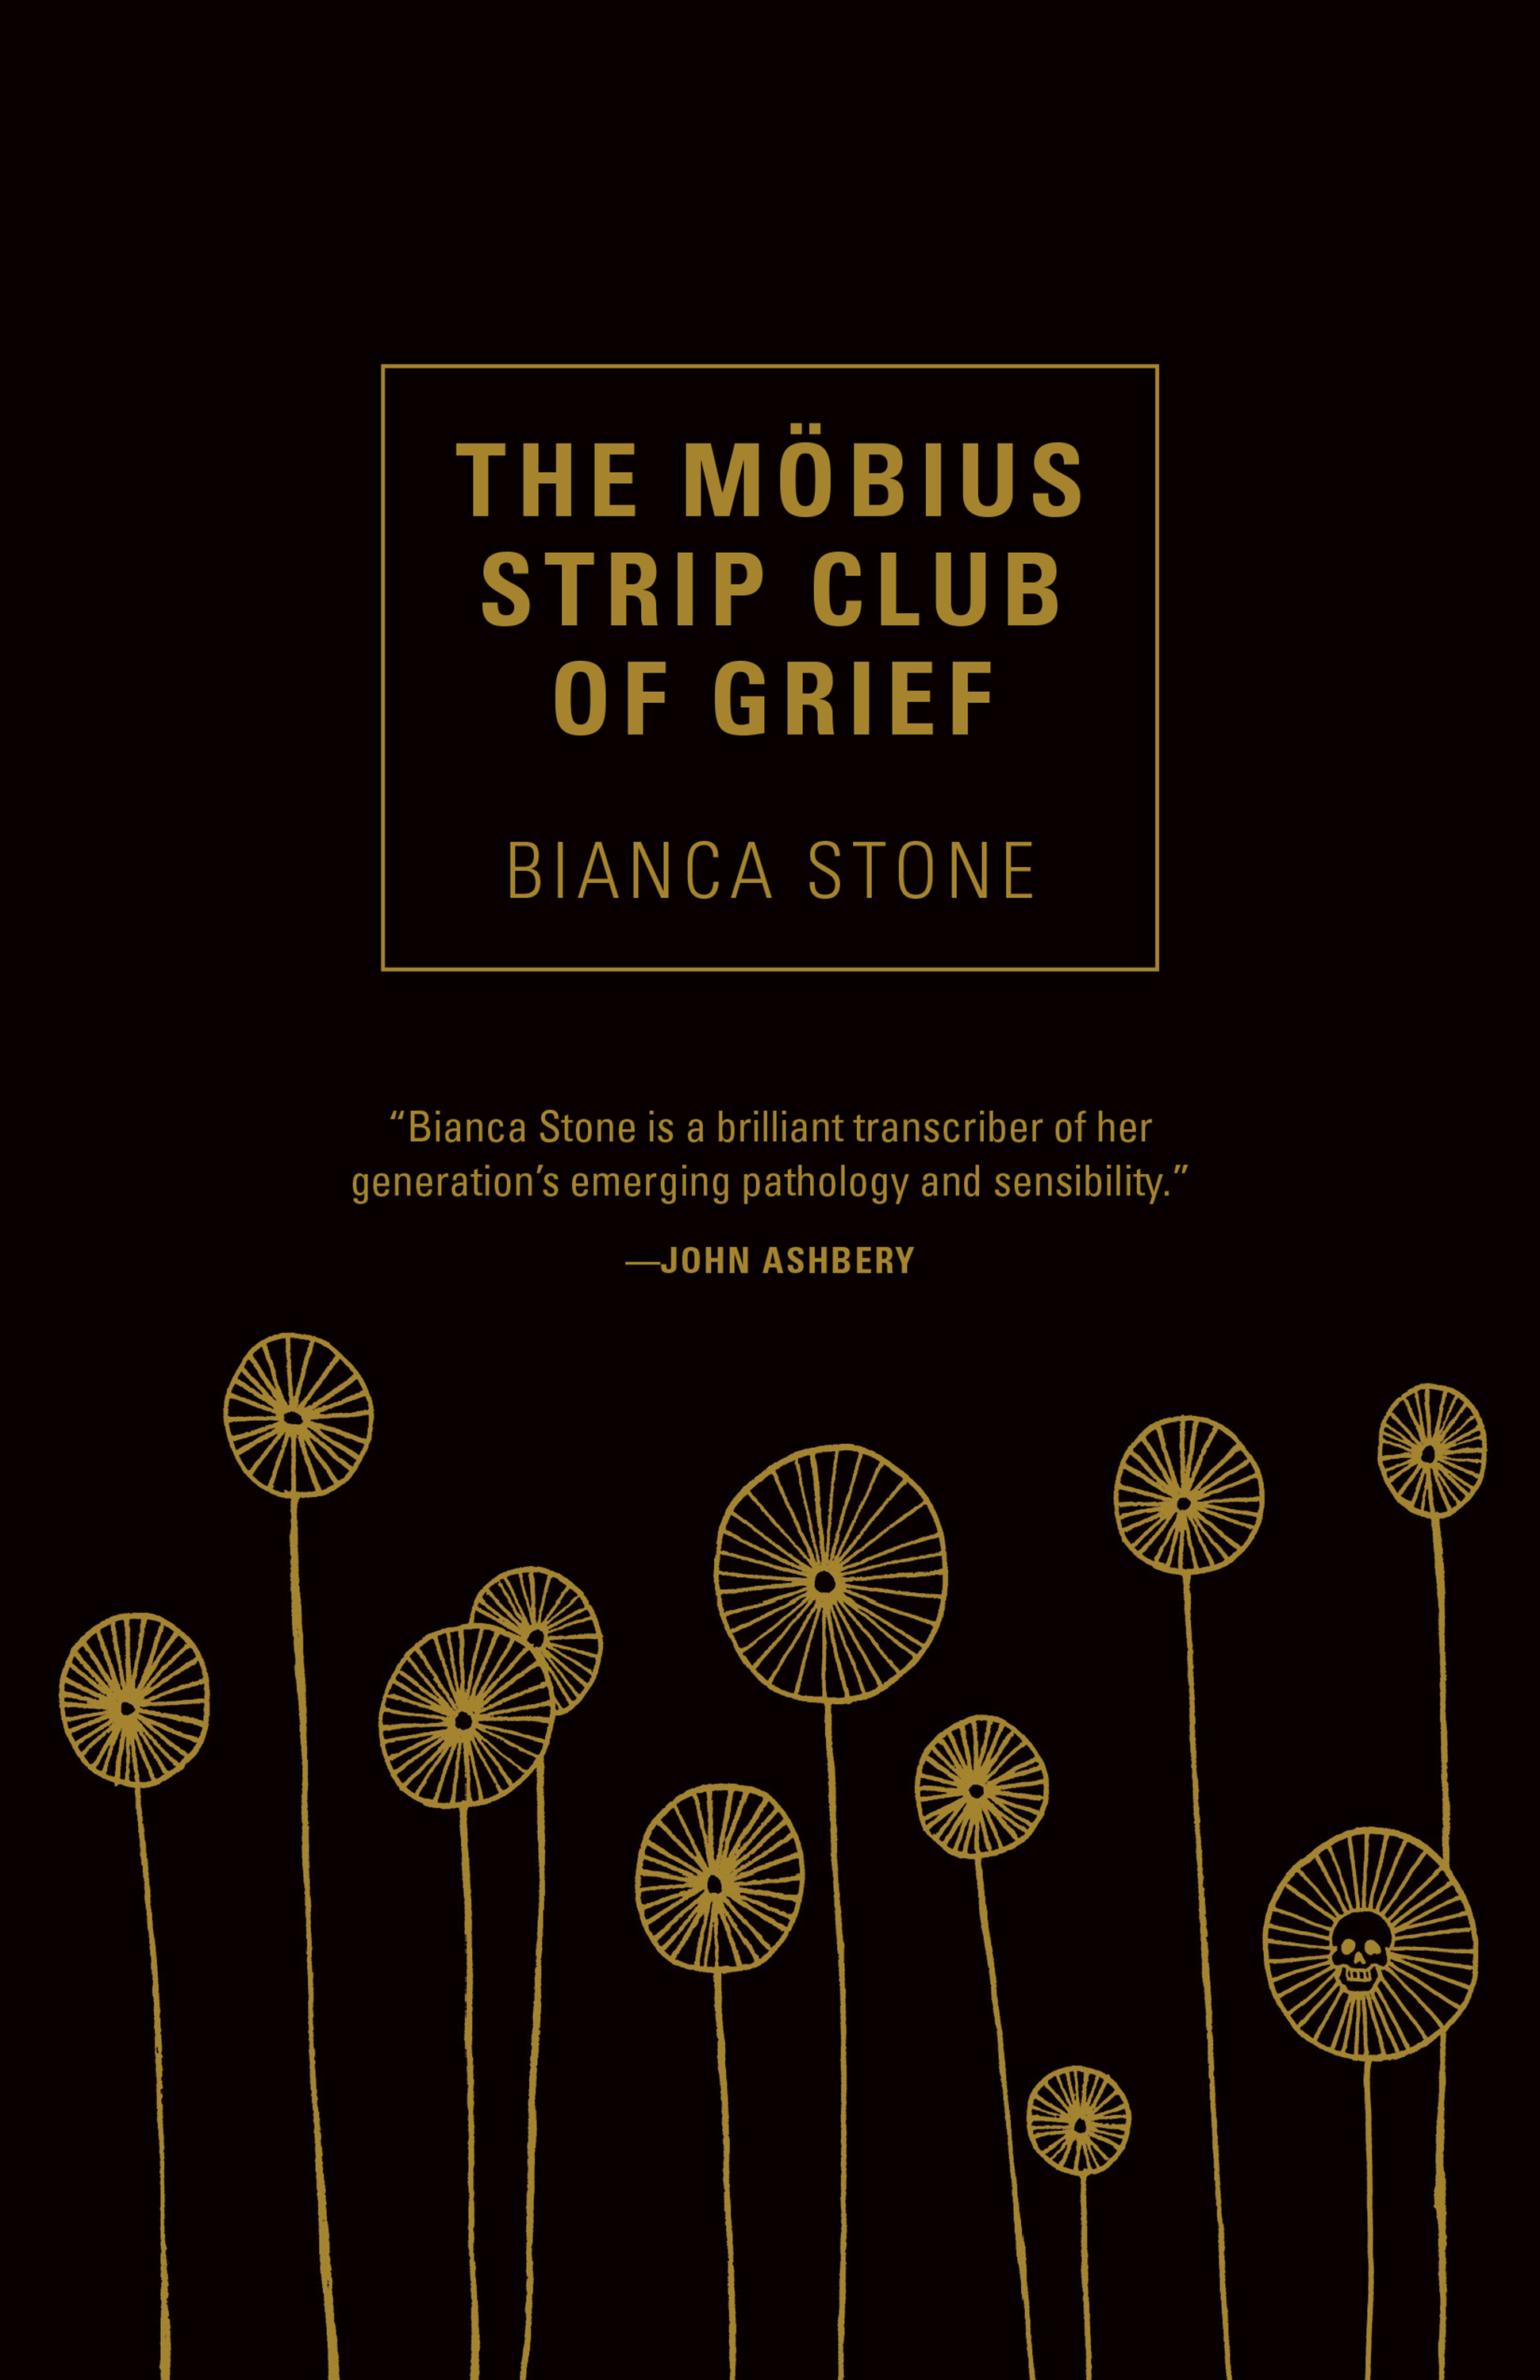 THE MÖBIUS
STRIP CLUB
OF GRIEF
BIANCA STONE
“Bianca Stone is a brilliant transcriber of her
generation’s emerging pathology and sensibility.”
—JOHN ASHBERY